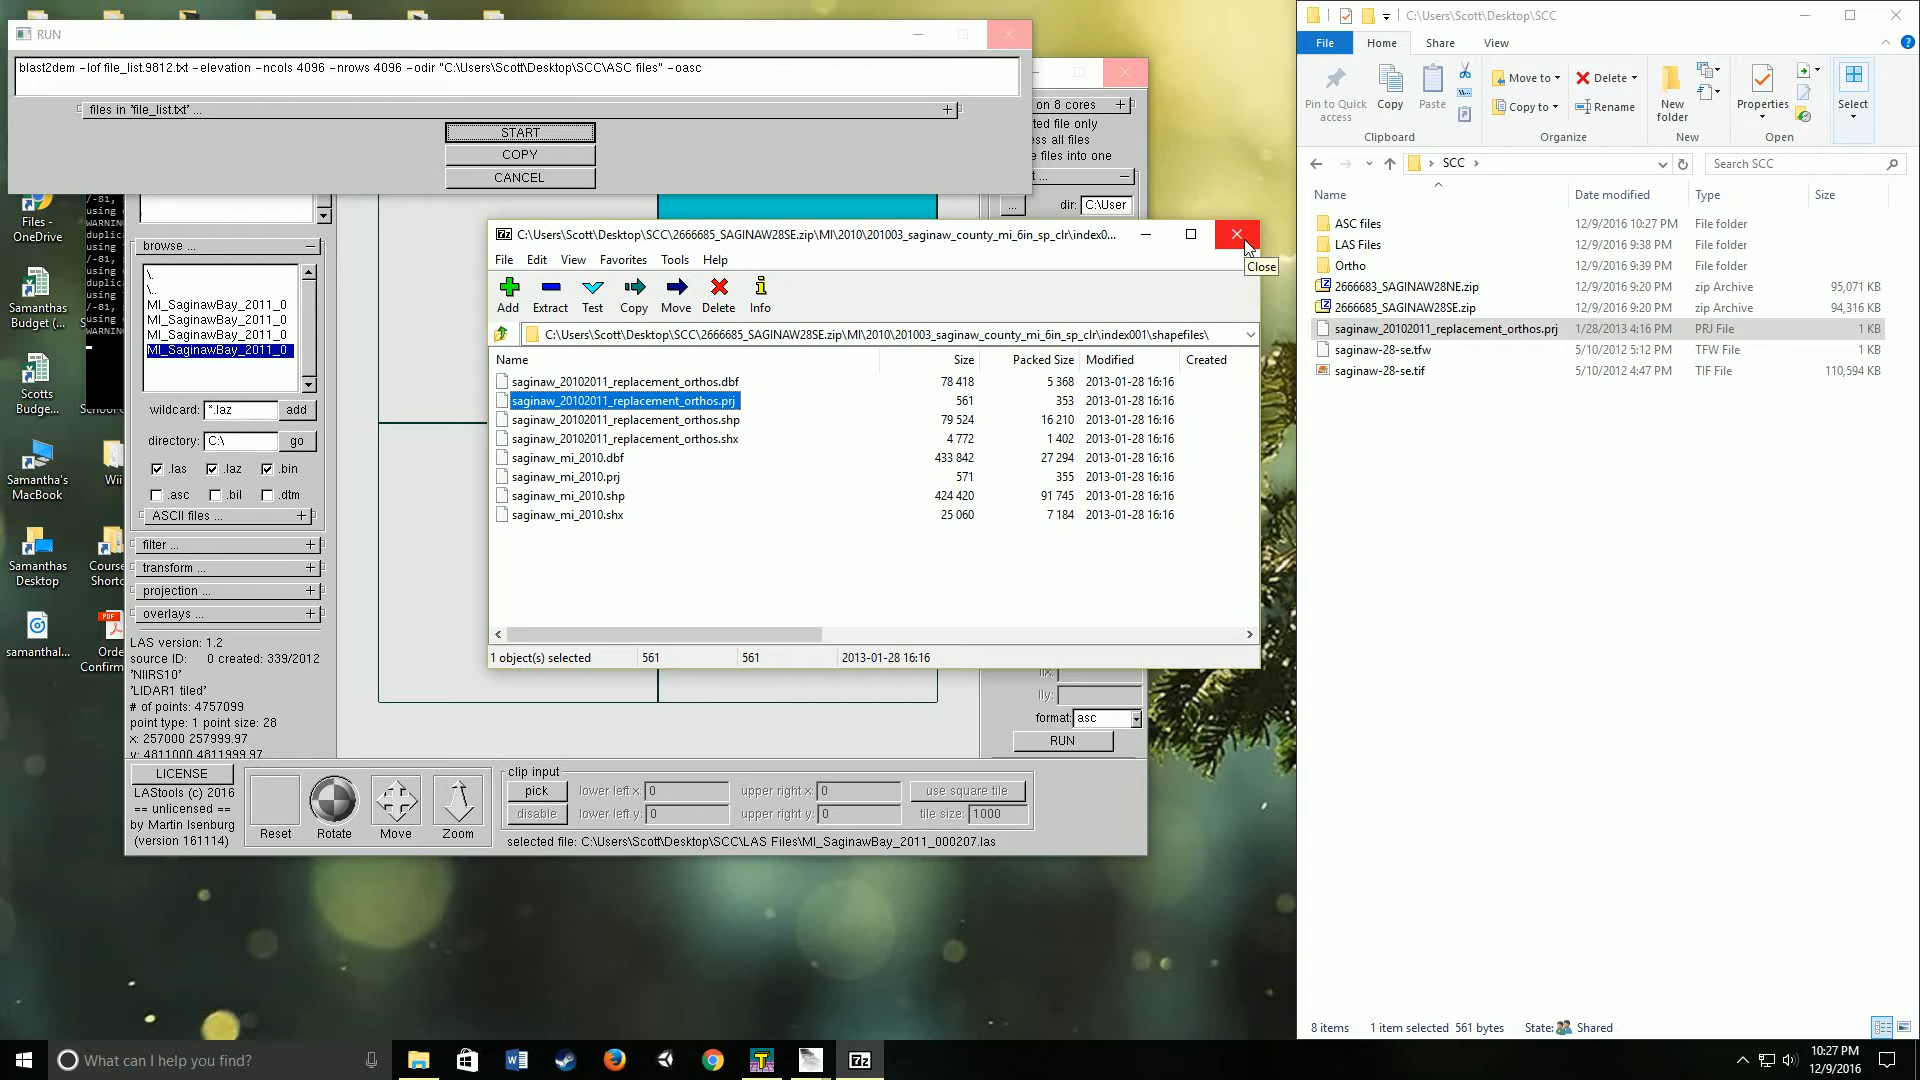 RUN
blast2dem -lof file_list.9812.txt -elevation -ncols 4096 -nrows 4096 -odir "C:\Users\Scott\Desktop\SCC\ASC files" -oasc
files in 'file_list.txt' ...
START
COPY
CANCEL
on 8 cores
ted file only
ess all files
e files into one
...
dir: C:\User
Files - OneDrive
Samanthas Budget (...
Scotts Budge...
Samantha's MacBook
Wii
Samanthas Desktop
Course Shortc
samanthal...
Orde Confirm
browse ...
\.
\..
MI_SaginawBay_2011_0
MI_SaginawBay_2011_0
MI_SaginawBay_2011_0
MI_SaginawBay_2011_0
wildcard: *.laz add
directory: C:\ go
.las .laz .bin
.asc .bil .dtm
ASCII files ...
filter ...
transform ...
projection ...
overlays ...
LAS version: 1.2
source ID: 0 created: 339/2012
'NIIRS10'
'LIDAR1 tiled'
# of points: 4757099
point type: 1 point size: 28
x: 257000 257999.97
y: 4811000 4811999.97
LICENSE
LAStools (c) 2016
== unlicensed ==
by Martin Isenburg
(version 161114)
Reset Rotate Move Zoom
clip input
pick lower left x: 0 upper right x: 0 use square tile
disable lower left y: 0 upper right y: 0 tile size: 1000
selected file: C:\Users\Scott\Desktop\SCC\LAS Files\MI_SaginawBay_2011_000207.las
lly:
format: asc
RUN
C:\Users\Scott\Desktop\SCC\2666685_SAGINAW28SE.zip\MI\2010\201003_saginaw_county_mi_6in_sp_clr\index0...
Close
File Edit View Favorites Tools Help
Add Extract Test Copy Move Delete Info
C:\Users\Scott\Desktop\SCC\2666685_SAGINAW28SE.zip\MI\2010\201003_saginaw_county_mi_6in_sp_clr\index001\shapefiles\
Name Size Packed Size Modified Created
saginaw_20102011_replacement_orthos.dbf 78 418 5 368 2013-01-28 16:16
saginaw_20102011_replacement_orthos.prj 561 353 2013-01-28 16:16
saginaw_20102011_replacement_orthos.shp 79 524 16 210 2013-01-28 16:16
saginaw_20102011_replacement_orthos.shx 4 772 1 402 2013-01-28 16:16
saginaw_mi_2010.dbf 433 842 27 294 2013-01-28 16:16
saginaw_mi_2010.prj 571 355 2013-01-28 16:16
saginaw_mi_2010.shp 424 420 91 745 2013-01-28 16:16
saginaw_mi_2010.shx 25 060 7 184 2013-01-28 16:16
1 object(s) selected 561 561 2013-01-28 16:16
C:\Users\Scott\Desktop\SCC
File Home Share View
Pin to Quick access
Copy
Paste
Move to
Copy to
Delete
Rename
New folder
Properties
Select
Clipboard Organize New Open
SCC
Search SCC
Name Date modified Type Size
ASC files 12/9/2016 10:27 PM File folder
LAS Files 12/9/2016 9:38 PM File folder
Ortho 12/9/2016 9:39 PM File folder
2666683_SAGINAW28NE.zip 12/9/2016 9:20 PM zip Archive 95,071 KB
2666685_SAGINAW28SE.zip 12/9/2016 9:20 PM zip Archive 94,316 KB
saginaw_20102011_replacement_orthos.prj 1/28/2013 4:16 PM PRJ File 1 KB
saginaw-28-se.tfw 5/10/2012 5:12 PM TFW File 1 KB
saginaw-28-se.tif 5/10/2012 4:47 PM TIF File 110,594 KB
8 items 1 item selected 561 bytes State: Shared
What can I help you find?
10:27 PM
12/9/2016